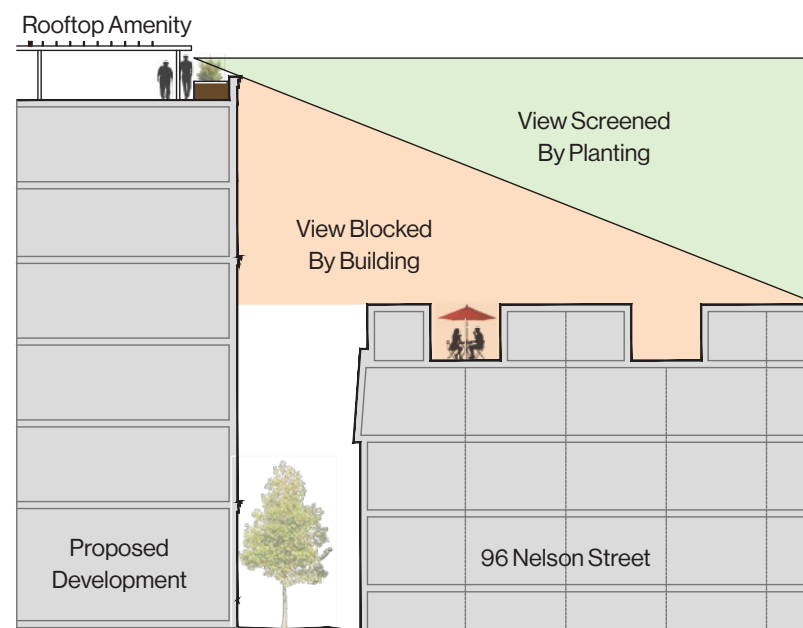 Rooftop Amenity
View Screened
By Planting
View Blocked
By Building
Proposed
Development
96 Nelson Street